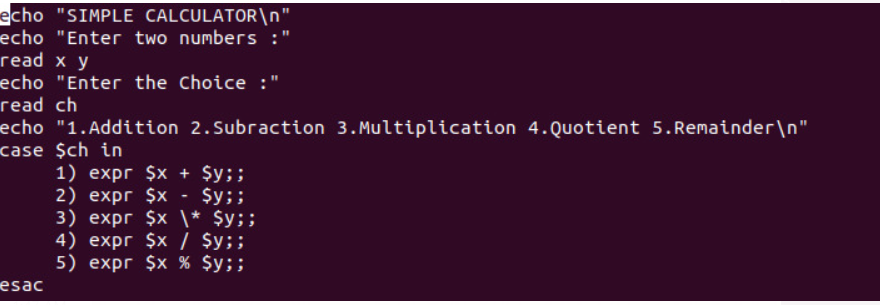 echo "SIMPLE CALCULATOR\n"
echo "Enter two numbers :"
read x y
echo "Enter the Choice :"
read ch
echo "1.Addition 2.Subraction 3.Multiplication 4.Quotient 5.Remainder\n"
case $ch in
     1) expr $x + $y;;
     2) expr $x - $y;;
     3) expr $x \* $y;;
     4) expr $x / $y;;
     5) expr $x % $y;;
esac